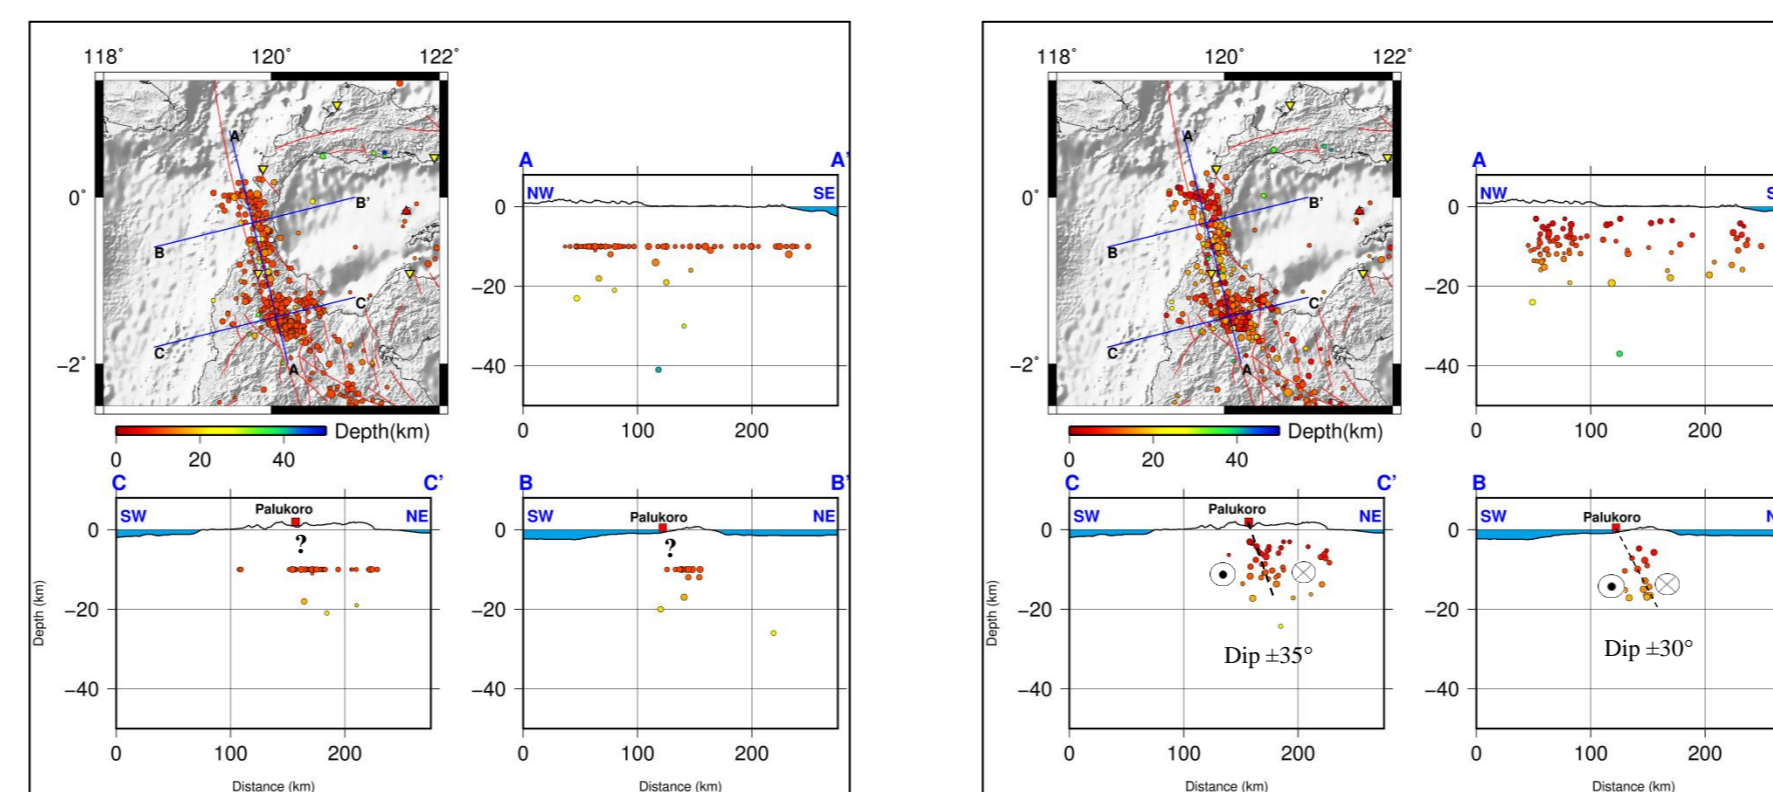 118° 120° 122°
A'
0°
B'
B
C'
C
−2°
A
Depth(km)
0 20 40
A A'
NW SE
0
−20
−40
0 100 200
C C'
SW NE
Palukoro
0
?
−20
−40
Depth (km)
0 100 200
Distance (km)
B B'
SW NE
Palukoro
0
?
−20
−40
0 100 200
Distance (km)
118° 120° 122°
A'
0°
B'
B
C'
C
−2°
A
Depth(km)
0 20 40
A
NW S
0
−20
−40
0 100 200
C C'
SW NE
Palukoro
0
−20
Dip ±35°
−40
Depth (km)
0 100 200
Distance (km)
B
SW N
Palukoro
0
−20
Dip ±30°
−40
0 100 200
Distance (km)